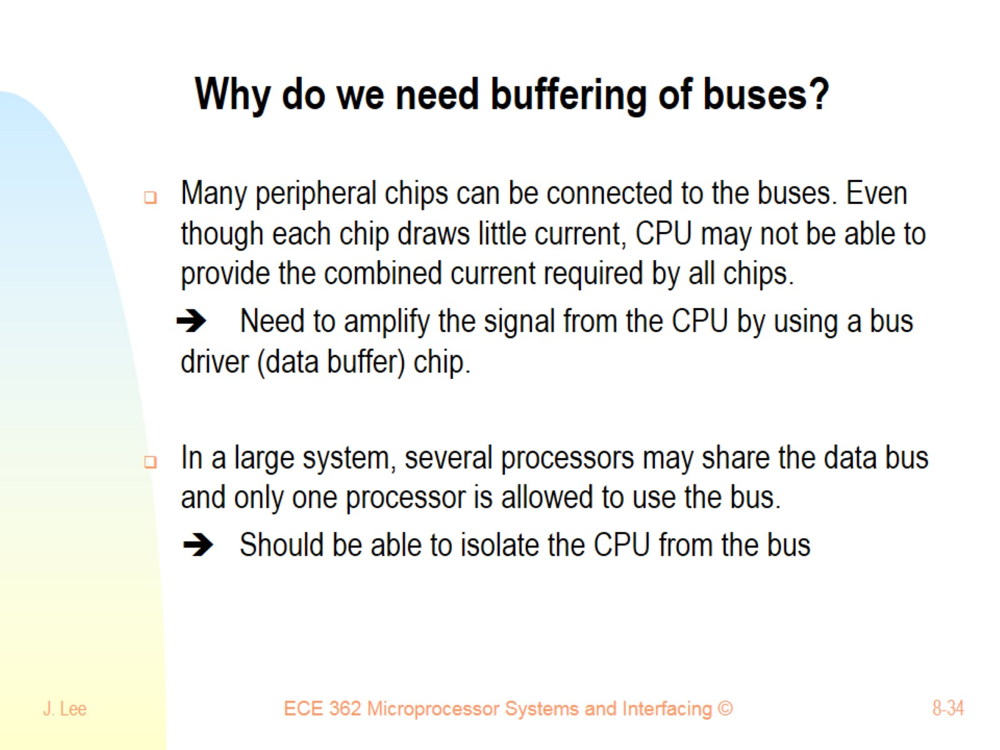 Why do we need buffering of buses?
Many peripheral chips can be connected to the buses. Even
though each chip draws little current, CPU may not be able to
provide the combined current required by all chips.
➔ Need to amplify the signal from the CPU by using a bus
driver (data buffer) chip.
In a large system, several processors may share the data bus
and only one processor is allowed to use the bus.
➔ Should be able to isolate the CPU from the bus
J. Lee
ECE 362 Microprocessor Systems and Interfacing ©
8-34